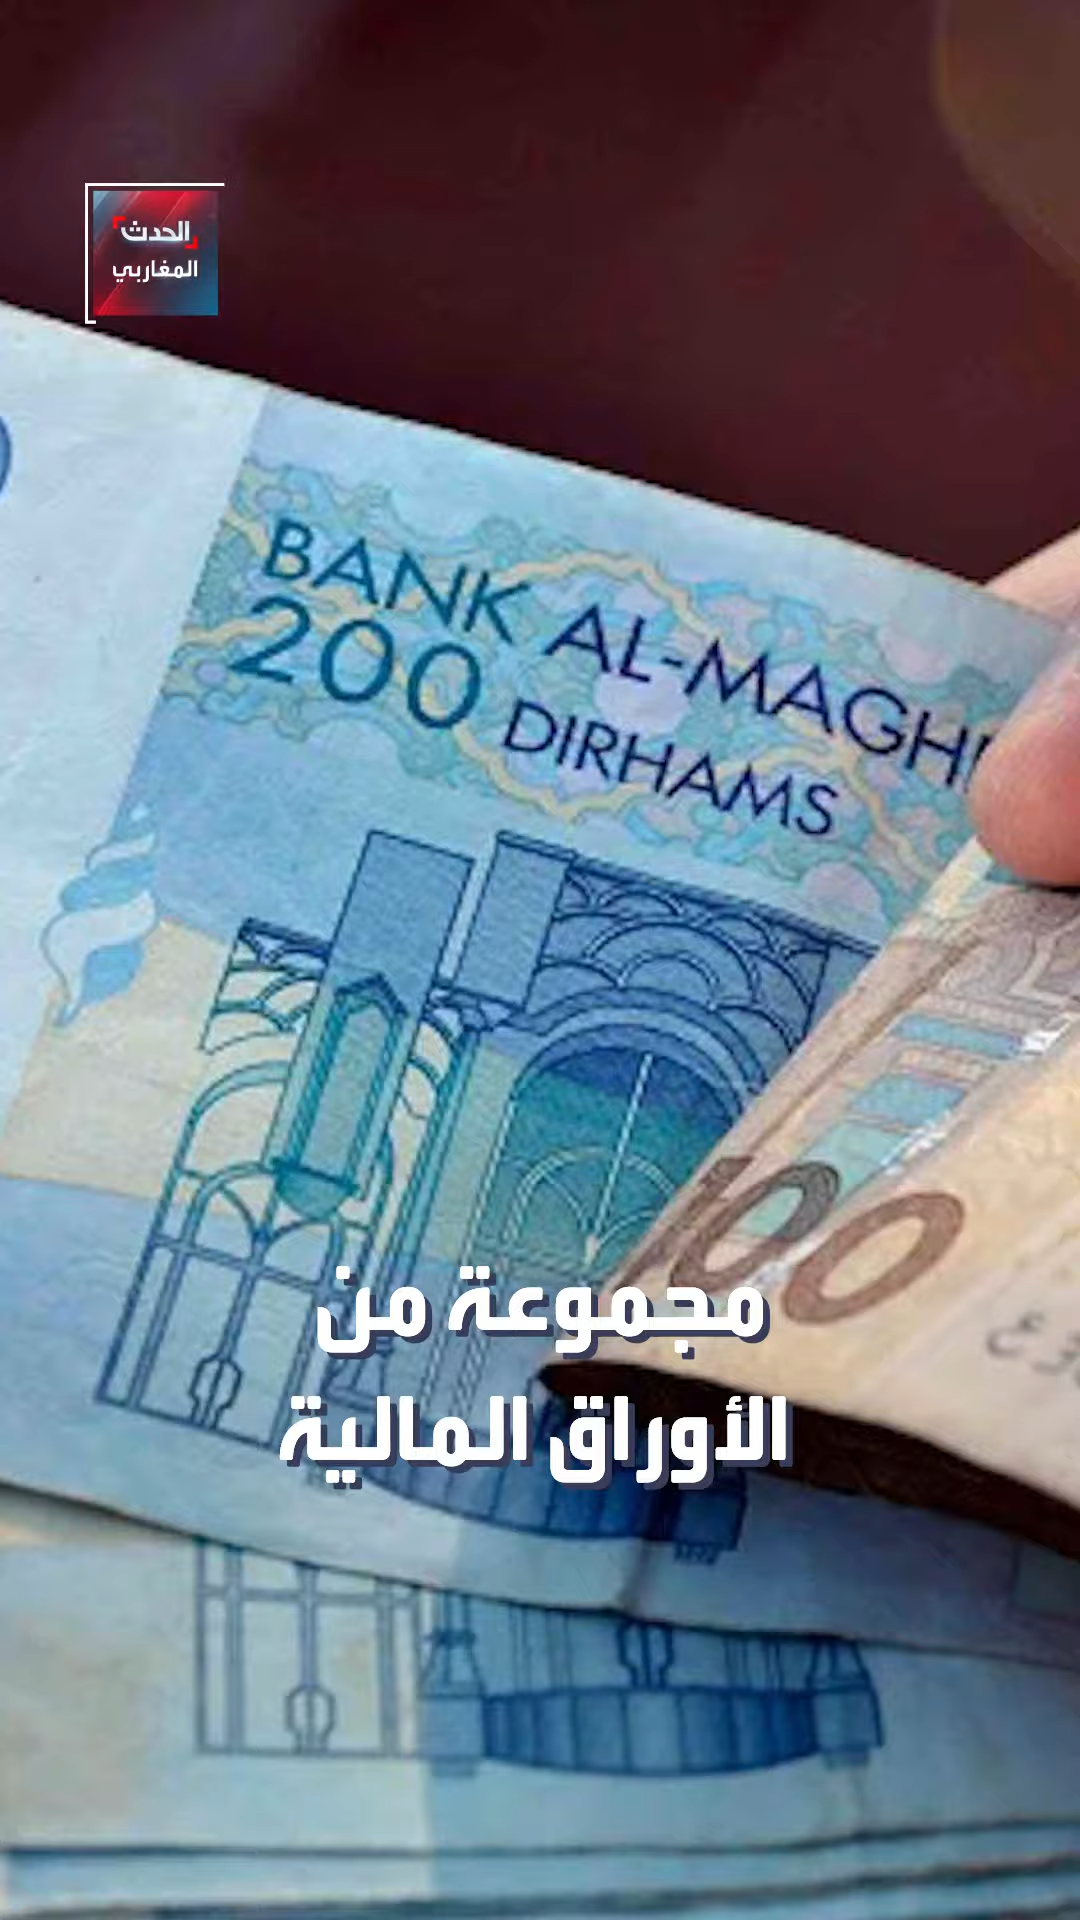 الحدث
المغاربي
BANK AL-MAGH
200 DIRHAMS
100
مجموعة من
الأوراق المالية